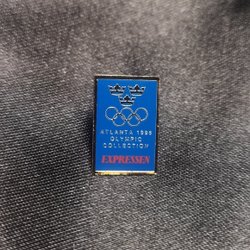 ATLANTA 1996
OLYMPIC
COLLECTION
EXPRESSEN